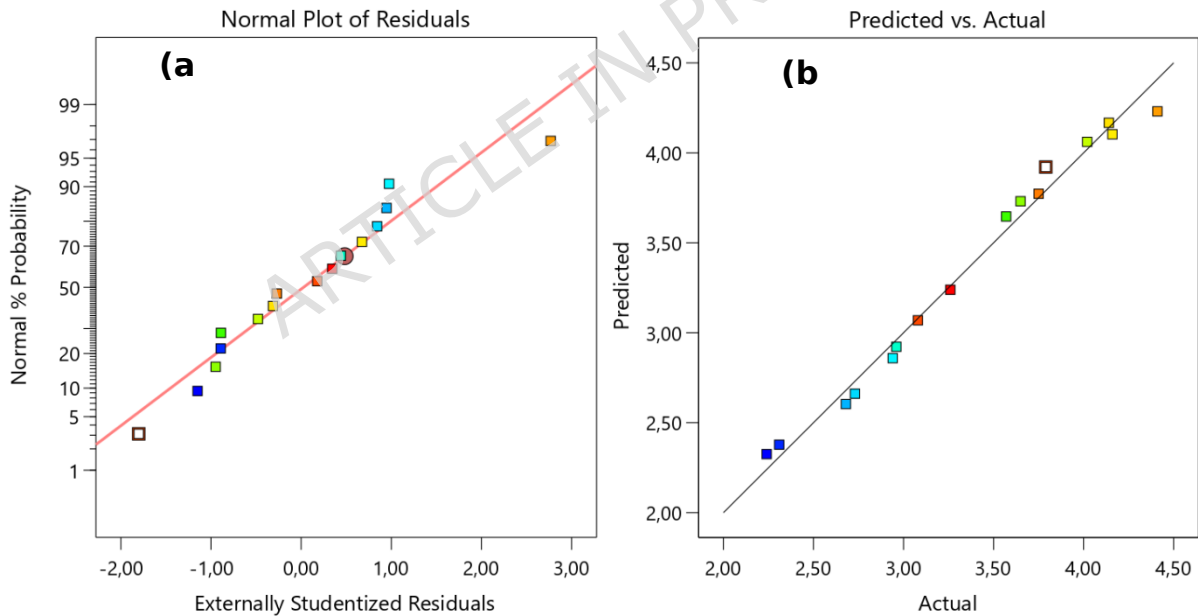 Normal Plot of Residuals
(a
99
95
90
70
50
20
10
5
1
Normal % Probability
-2,00 -1,00 0,00 1,00 2,00 3,00
Externally Studentized Residuals
Predicted vs. Actual
(b
4,50
4,00
3,50
3,00
2,50
2,00
Predicted
2,00 2,50 3,00 3,50 4,00 4,50
Actual
ARTICLE IN PR